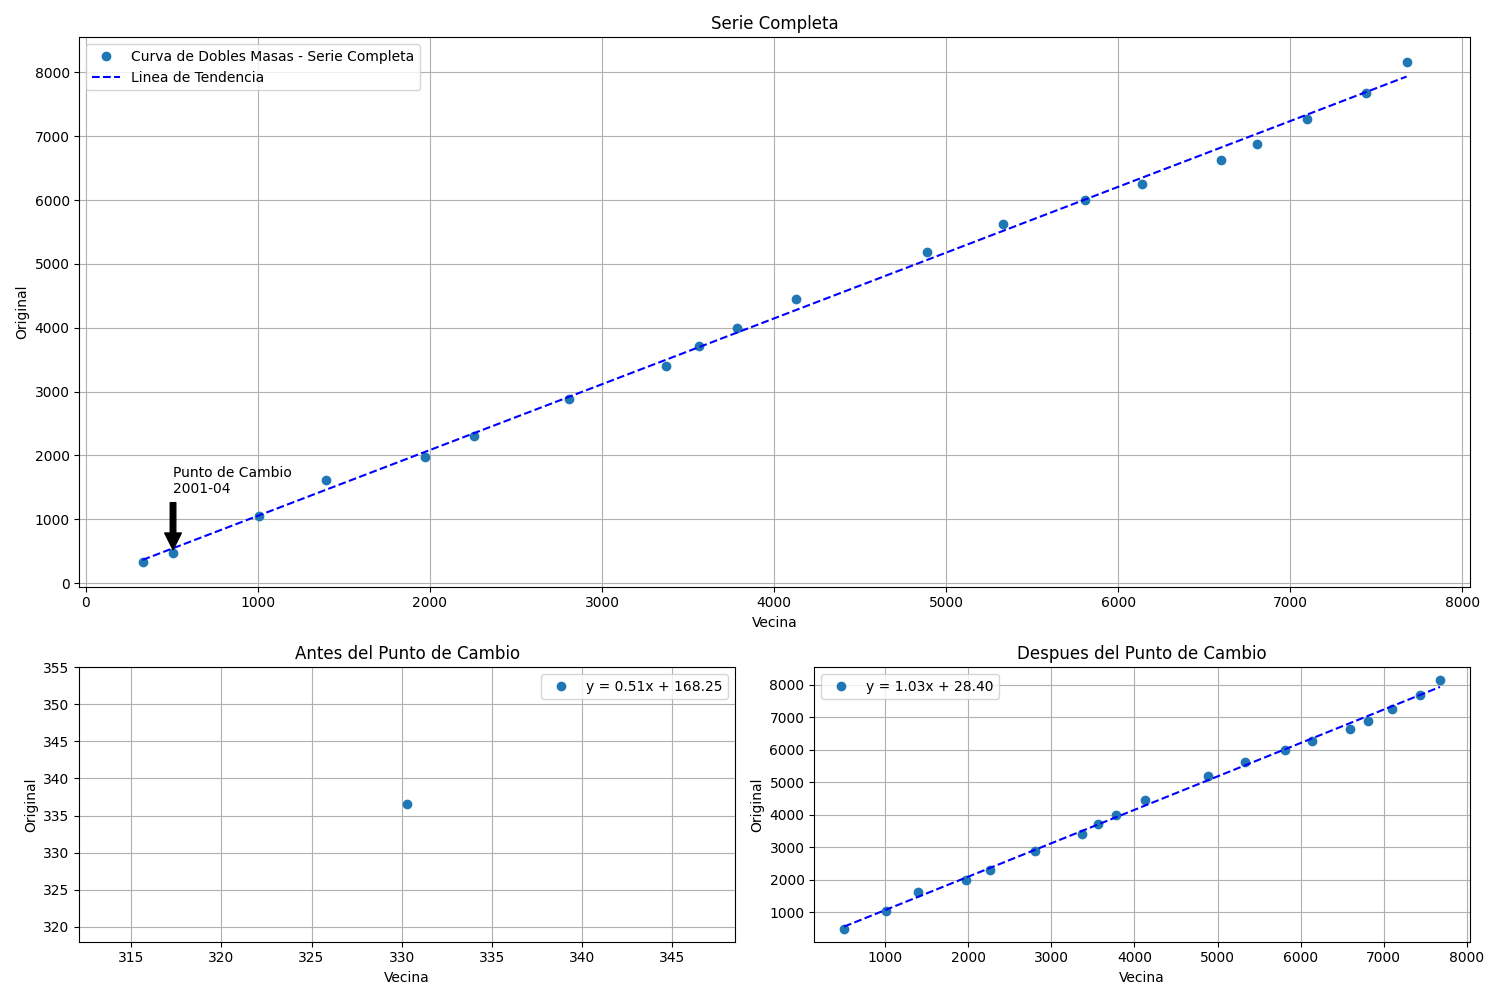 Serie Completa
Curva de Dobles Masas - Serie Completa
Linea de Tendencia
8000
7000
6000
5000
4000
3000
2000
1000
0
Original
Punto de Cambio
2001-04
0 1000 2000 3000 4000 5000 6000 7000 8000
Vecina
Antes del Punto de Cambio
y = 0.51x + 168.25
355
350
345
340
335
330
325
320
Original
315 320 325 330 335 340 345
Vecina
Despues del Punto de Cambio
y = 1.03x + 28.40
8000
7000
6000
5000
4000
3000
2000
1000
Original
1000 2000 3000 4000 5000 6000 7000 8000
Vecina